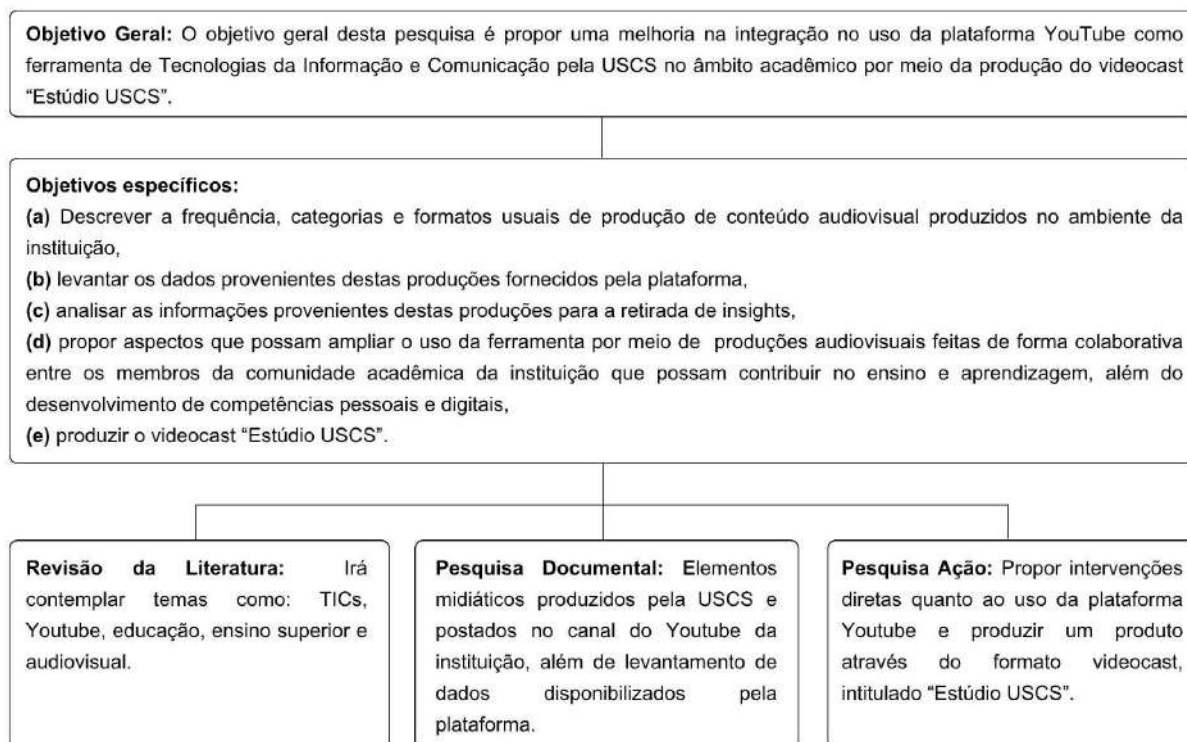 Objetivo Geral: O objetivo geral desta pesquisa é propor uma melhoria na integração no uso da plataforma YouTube como
ferramenta de Tecnologias da Informação e Comunicação pela USCS no âmbito acadêmico por meio da produção do videocast
“Estúdio USCS”.
Objetivos específicos:
(a) Descrever a frequência, categorias e formatos usuais de produção de conteúdo audiovisual produzidos no ambiente da
instituição,
(b) levantar os dados provenientes destas produções fornecidos pela plataforma,
(c) analisar as informações provenientes destas produções para a retirada de insights,
(d) propor aspectos que possam ampliar o uso da ferramenta por meio de produções audiovisuais feitas de forma colaborativa
entre os membros da comunidade acadêmica da instituição que possam contribuir no ensino e aprendizagem, além do
desenvolvimento de competências pessoais e digitais,
(e) produzir o videocast “Estúdio USCS”.
Revisão da Literatura: Irá
contemplar temas como: TICs,
Youtube, educação, ensino superior e
audiovisual.
Pesquisa Documental: Elementos
midiáticos produzidos pela USCS e
postados no canal do Youtube da
instituição, além de levantamento de
dados disponibilizados pela
plataforma.
Pesquisa Ação: Propor intervenções
diretas quanto ao uso da plataforma
Youtube e produzir um produto
através do formato videocast,
intitulado “Estúdio USCS”.